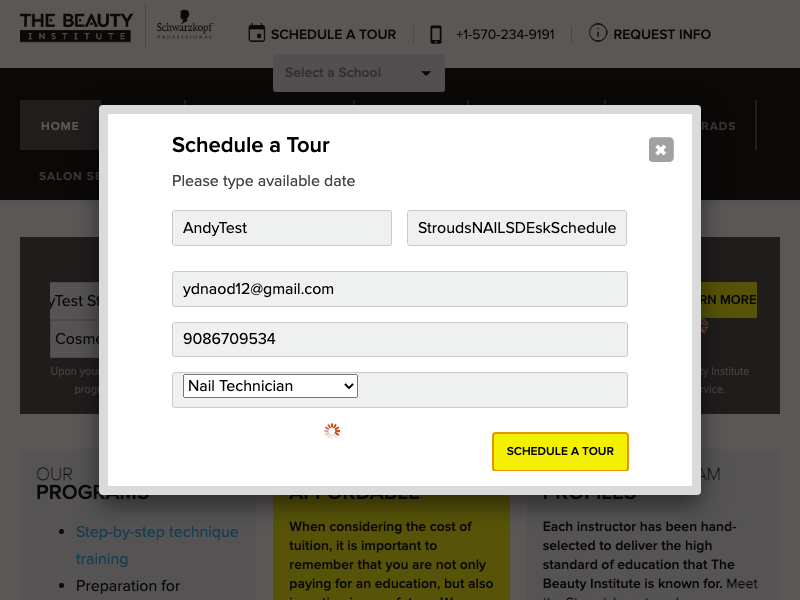 THE BEAUTY
INSTITUTE
Schwarzkopf
PROFESSIONAL
SCHEDULE A TOUR
+1-570-234-9191
REQUEST INFO
Select a School
HOME
RADS
SALON SE
Schedule a Tour
Please type available date
AndyTest
StroudsNAILSDEskSchedule
ydnaod12@gmail.com
9086709534
Nail Technician
SCHEDULE A TOUR
yTest St
RN MORE
Cosme
Upon your
y Institute
prog
vice.
OUR
PROGRAMS
Step-by-step technique
training
Preparation for
AFFORDABLE
When considering the cost of
tuition, it is important to
remember that you are not only
paying for an education, but also
AM
PROFILES
Each instructor has been hand-
selected to deliver the high
standard of education that The
Beauty Institute is known for. Meet